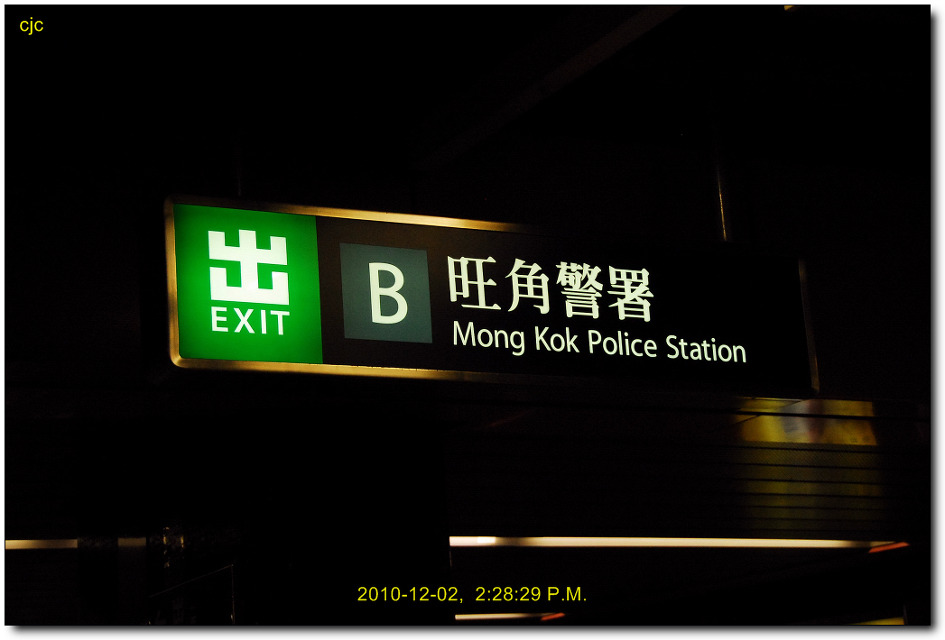 cjc
出
EXIT
B
旺角警署
Mong Kok Police Station
2010-12-02, 2:28:29 P.M.